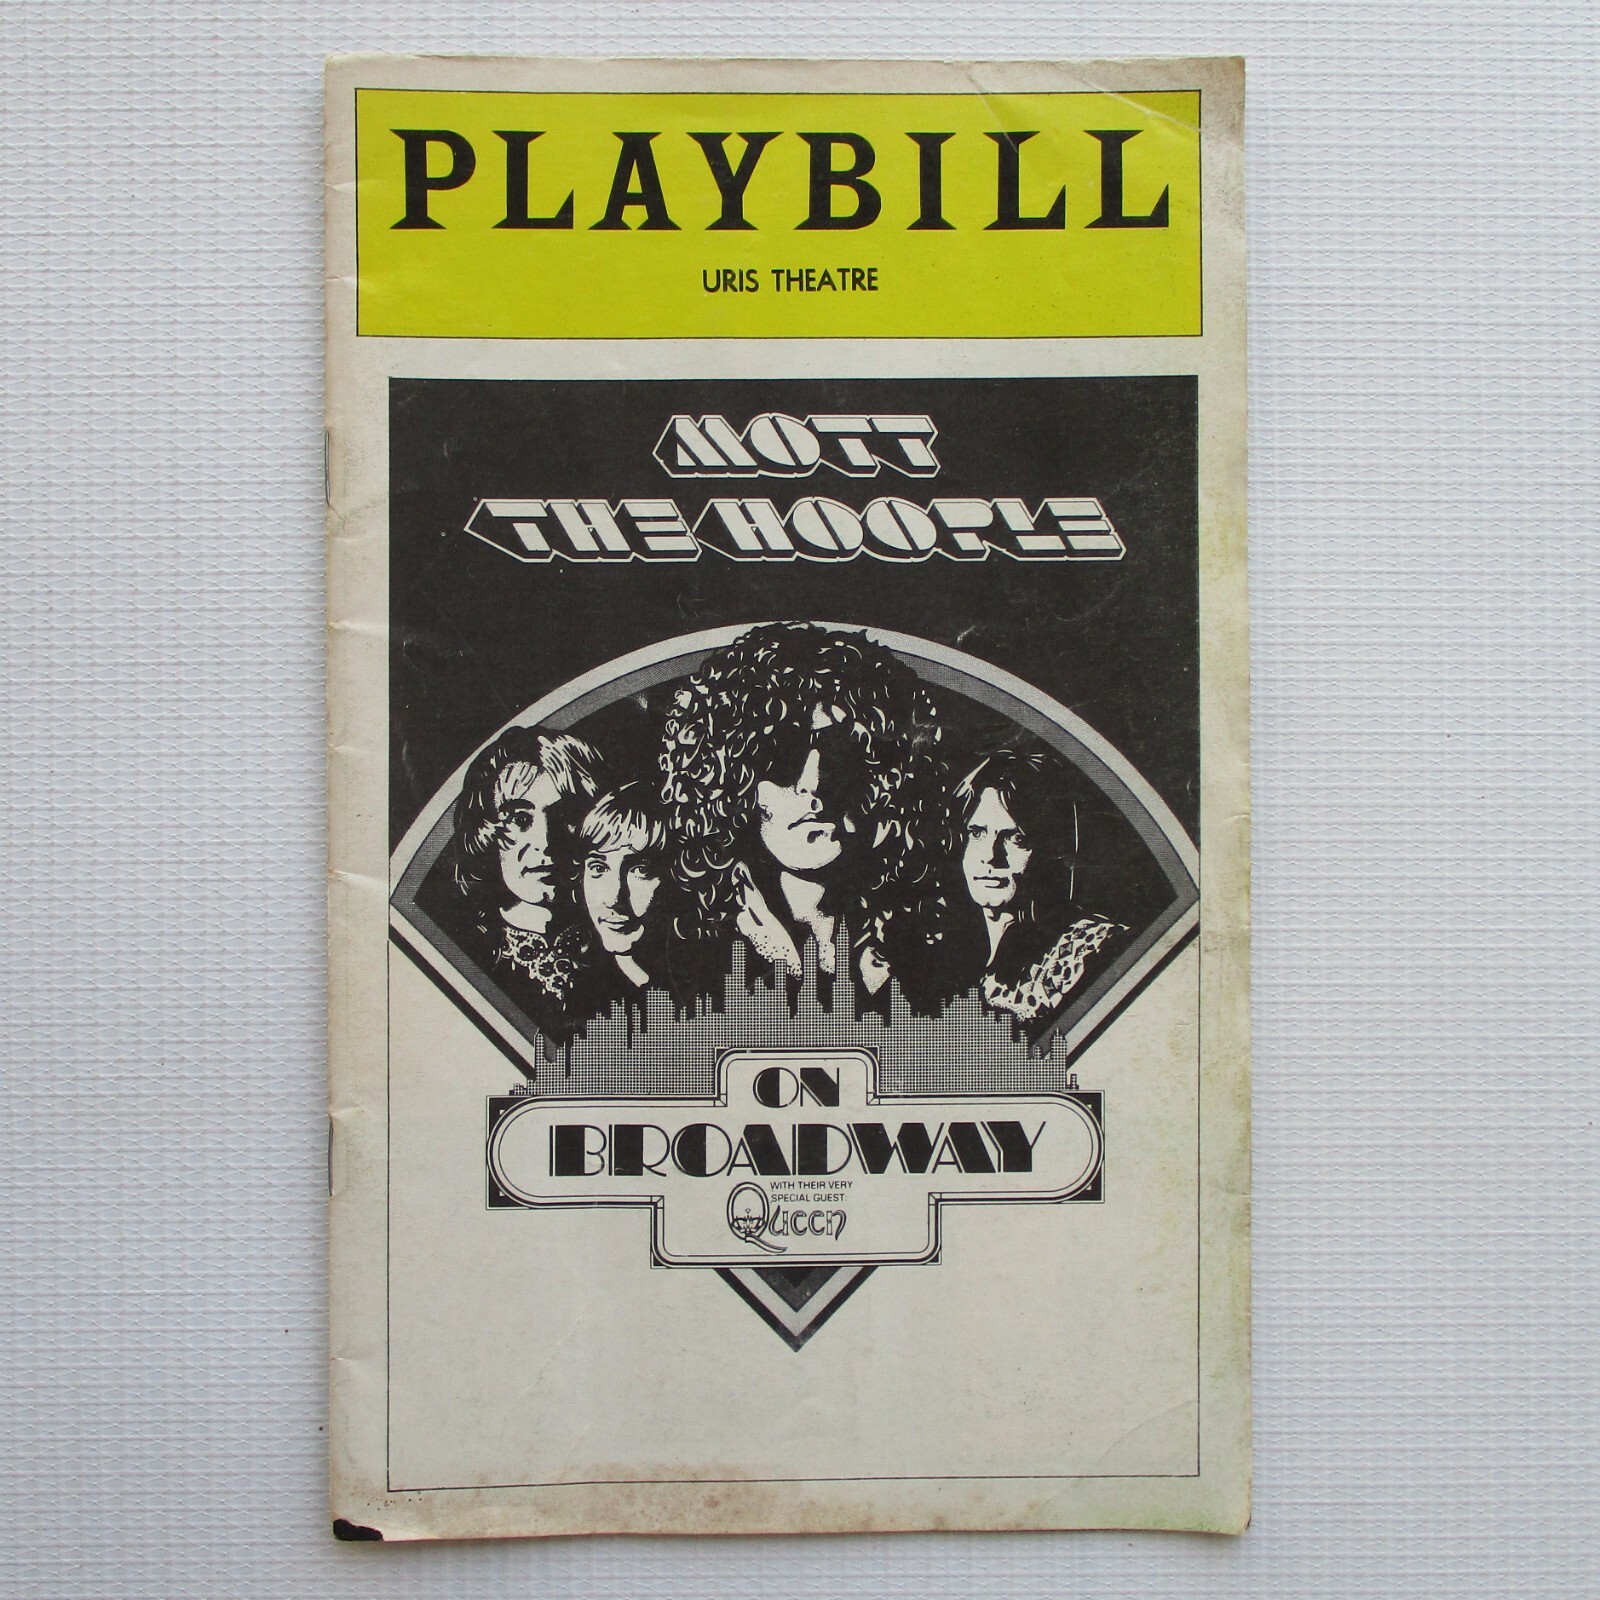 PLAYBILL
URIS THEATRE
MOTT
THE HOOPLE
ON
BROADWAY
WITH THEIR VERY
SPECIAL GUEST:
Queen